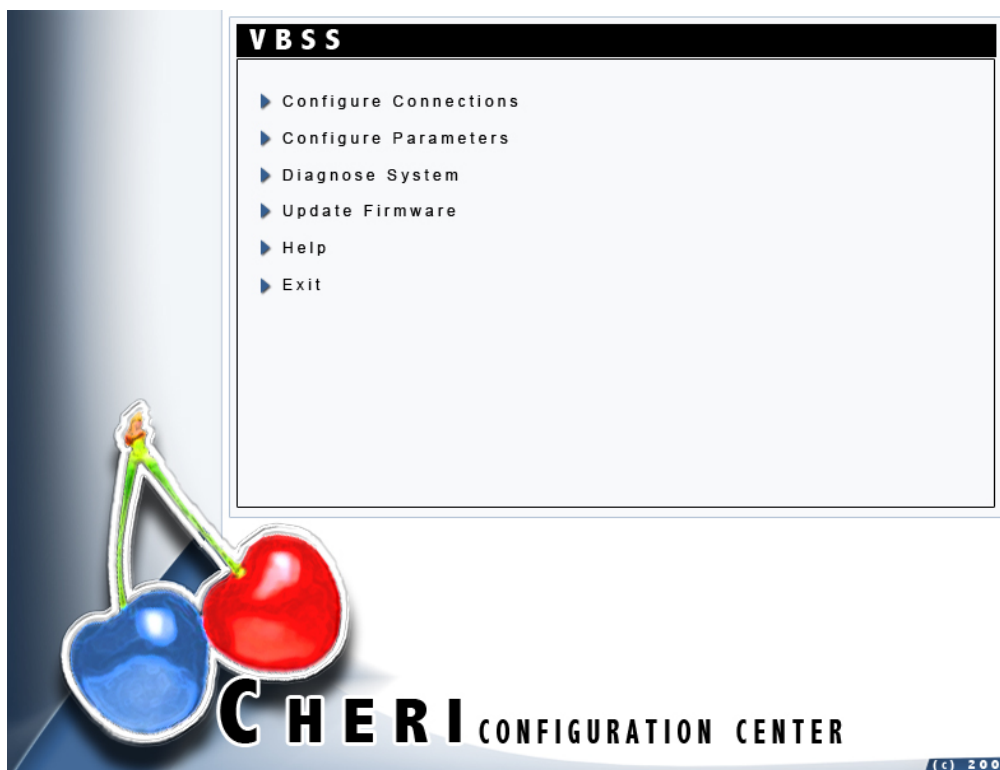 VBSS
Configure Connections
Configure Parameters
Diagnose System
Update Firmware
Help
Exit
CHERI CONFIGURATION CENTER
(c) 200